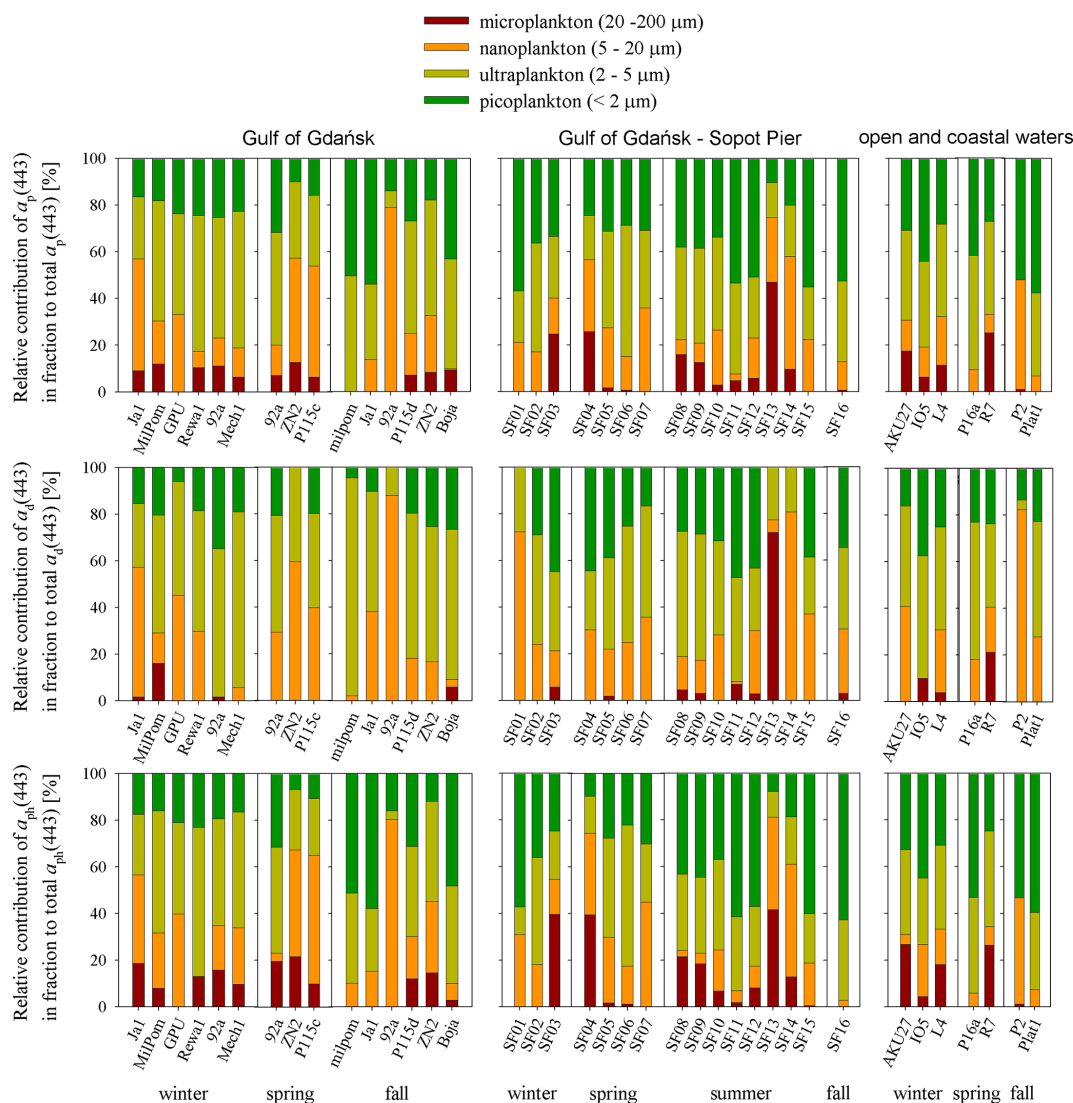 microplankton (20 -200 µm)
nanoplankton (5 - 20 µm)
ultraplankton (2 - 5 µm)
picoplankton (< 2 µm)
Gulf of Gdańsk
Gulf of Gdańsk - Sopot Pier
open and coastal waters
Relative contribution of ap(443)
in fraction to total ap(443) [%]
100
80
60
40
20
0
Ja1 MilPom GPU Rewa1 92a Mech1 92a ZN2 P115c milpom Ja1 92a P115d ZN2 Boja SF01 SF02 SF03 SF04 SF05 SF06 SF07 SF08 SF09 SF10 SF11 SF12 SF13 SF14 SF15 SF16 AKU27 IO5 L4 P16a R7 P2 Plat1
Relative contribution of ad(443)
in fraction to total ad(443) [%]
100
80
60
40
20
0
Ja1 MilPom GPU Rewa1 92a Mech1 92a ZN2 P115c milpom Ja1 92a P115d ZN2 Boja SF01 SF02 SF03 SF04 SF05 SF06 SF07 SF08 SF09 SF10 SF11 SF12 SF13 SF14 SF15 SF16 AKU27 IO5 L4 P16a R7 P2 Plat1
Relative contribution of aph(443)
in fraction to total aph(443) [%]
100
80
60
40
20
0
Ja1 MilPom GPU Rewa1 92a Mech1 92a ZN2 P115c milpom Ja1 92a P115d ZN2 Boja SF01 SF02 SF03 SF04 SF05 SF06 SF07 SF08 SF09 SF10 SF11 SF12 SF13 SF14 SF15 SF16 AKU27 IO5 L4 P16a R7 P2 Plat1
winter spring fall winter spring summer fall winter spring fall